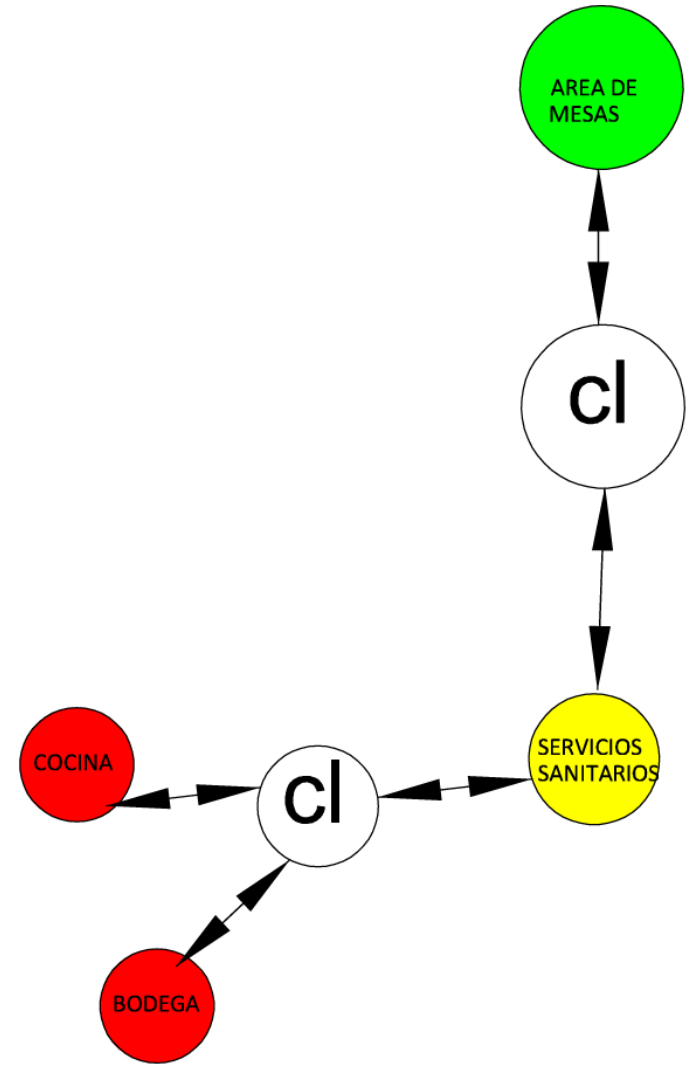 AREA DE
MESAS
cl
SERVICIOS
SANITARIOS
COCINA
cl
BODEGA